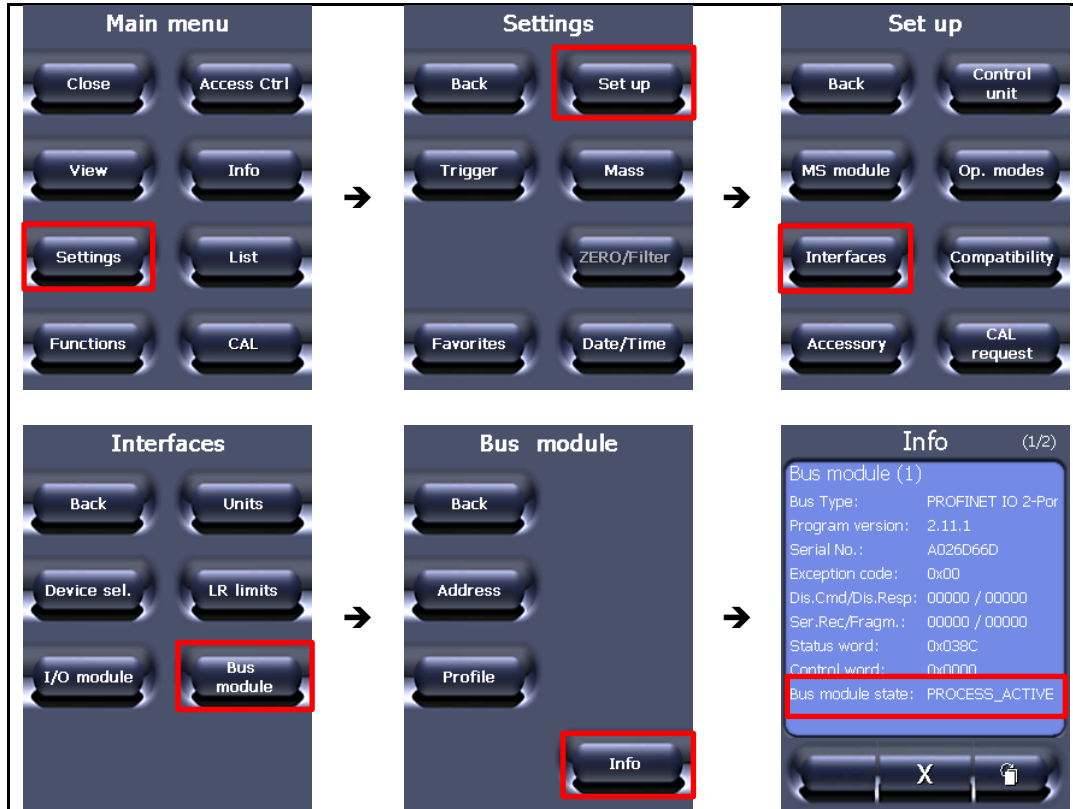 Main menu
Close
Access Ctrl
View
Info
Settings
List
Functions
CAL
➔
Settings
Back
Set up
Trigger
Mass
ZERO/Filter
Favorites
Date/Time
➔
Set up
Back
Control
unit
MS module
Op. modes
Interfaces
Compatibility
Accessory
CAL
request
Interfaces
Back
Units
Device sel.
LR limits
I/O module
Bus
module
➔
Bus module
Back
Address
Profile
Info
➔
Info (1/2)
Bus module (1)
Bus Type: PROFINET IO 2-Por
Program version: 2.11.1
Serial No.: A026D66D
Exception code: 0x00
Dis.Cmd/Dis.Resp: 00000 / 00000
Ser.Rec/Fragm.: 00000 / 00000
Status word: 0x038C
Control word: 0x0000
Bus module state: PROCESS_ACTIVE
X